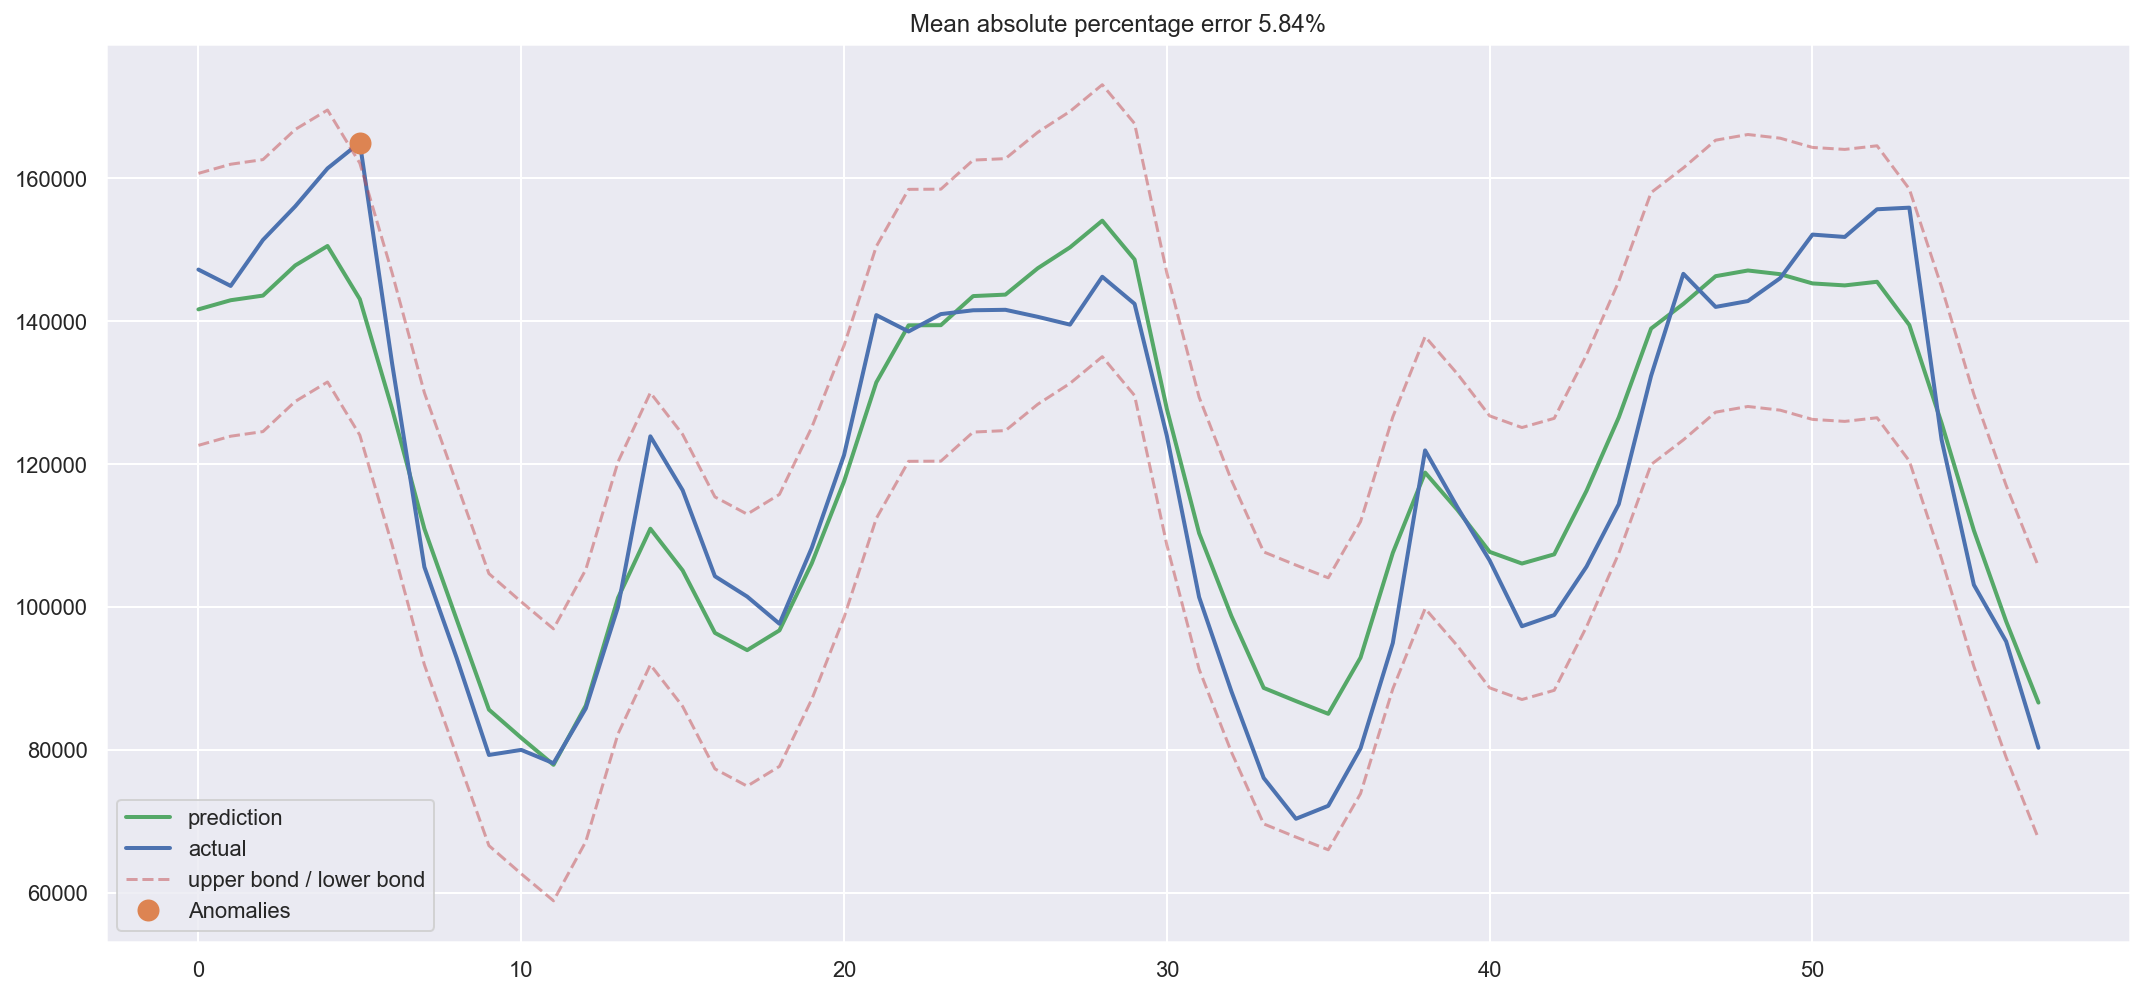 Mean absolute percentage error 5.84%
160000
140000
120000
100000
80000
60000
prediction
actual
upper bond / lower bond
Anomalies
0 10 20 30 40 50